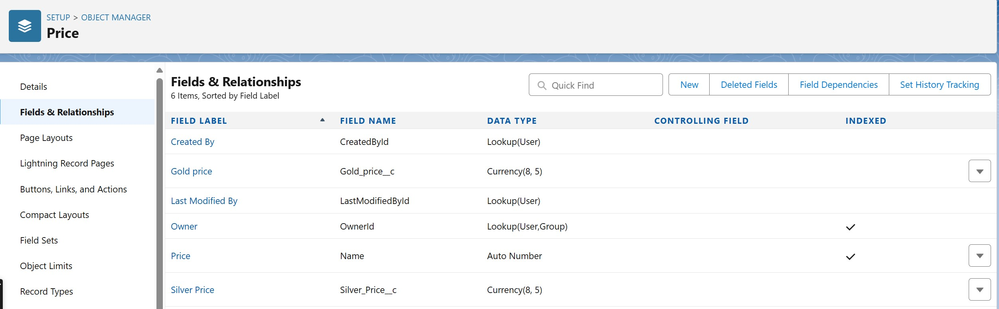 SETUP > OBJECT MANAGER
Price
Details
Fields & Relationships
Page Layouts
Lightning Record Pages
Buttons, Links, and Actions
Compact Layouts
Field Sets
Object Limits
Record Types
Fields & Relationships
6 Items, Sorted by Field Label
Quick Find
New
Deleted Fields
Field Dependencies
Set History Tracking
FIELD LABEL FIELD NAME DATA TYPE CONTROLLING FIELD INDEXED
Created By CreatedById Lookup(User)
Gold price Gold_price__c Currency(8, 5)
Last Modified By LastModifiedById Lookup(User)
Owner OwnerId Lookup(User,Group)
Price Name Auto Number
Silver Price Silver_Price__c Currency(8, 5)